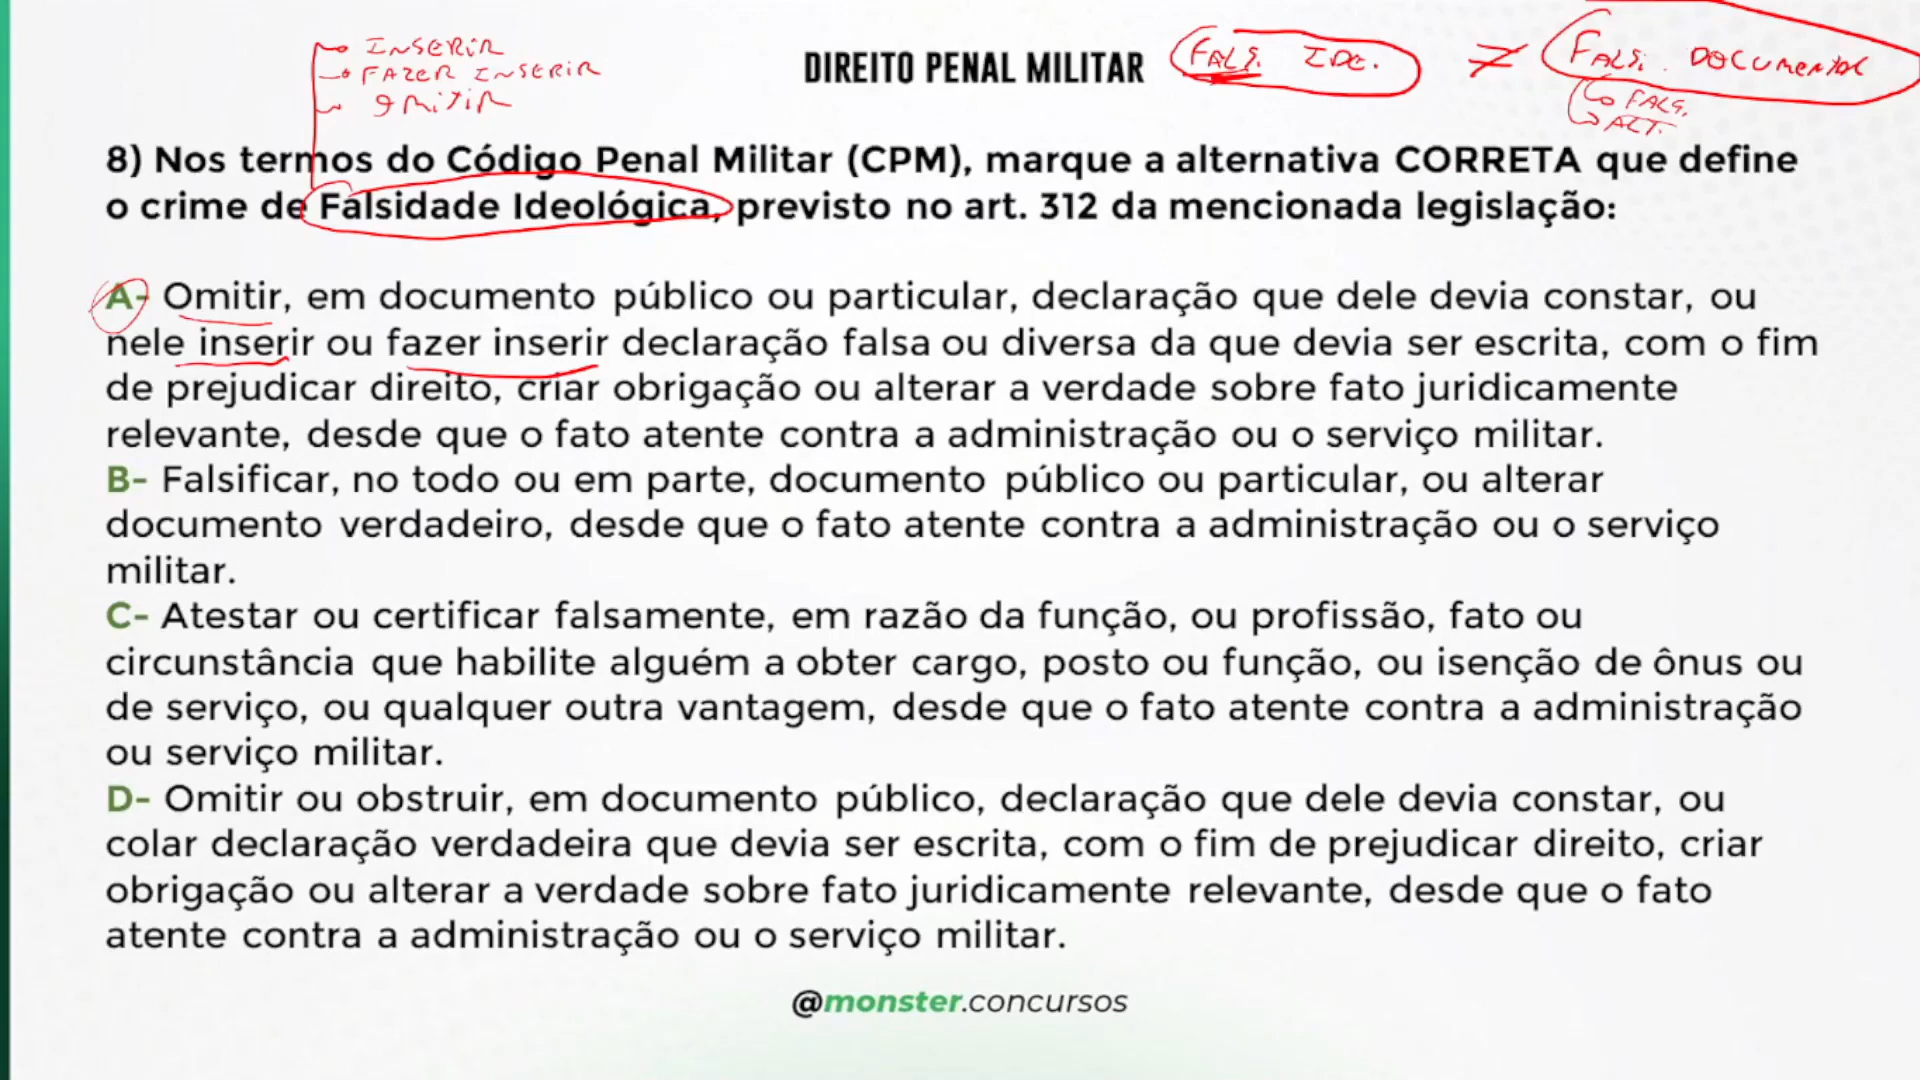 INSERIR
FAZER INSERIR
OMITIR
DIREITO PENAL MILITAR
FALS. IDE. ≠ FALSI. DOCUMENTAL
FALS.
ALT.
8) Nos termos do Código Penal Militar (CPM), marque a alternativa CORRETA que define
o crime de Falsidade Ideológica, previsto no art. 312 da mencionada legislação:
A- Omitir, em documento público ou particular, declaração que dele devia constar, ou
nele inserir ou fazer inserir declaração falsa ou diversa da que devia ser escrita, com o fim
de prejudicar direito, criar obrigação ou alterar a verdade sobre fato juridicamente
relevante, desde que o fato atente contra a administração ou o serviço militar.
B- Falsificar, no todo ou em parte, documento público ou particular, ou alterar
documento verdadeiro, desde que o fato atente contra a administração ou o serviço
militar.
C- Atestar ou certificar falsamente, em razão da função, ou profissão, fato ou
circunstância que habilite alguém a obter cargo, posto ou função, ou isenção de ônus ou
de serviço, ou qualquer outra vantagem, desde que o fato atente contra a administração
ou serviço militar.
D- Omitir ou obstruir, em documento público, declaração que dele devia constar, ou
colar declaração verdadeira que devia ser escrita, com o fim de prejudicar direito, criar
obrigação ou alterar a verdade sobre fato juridicamente relevante, desde que o fato
atente contra a administração ou o serviço militar.
@monster.concursos